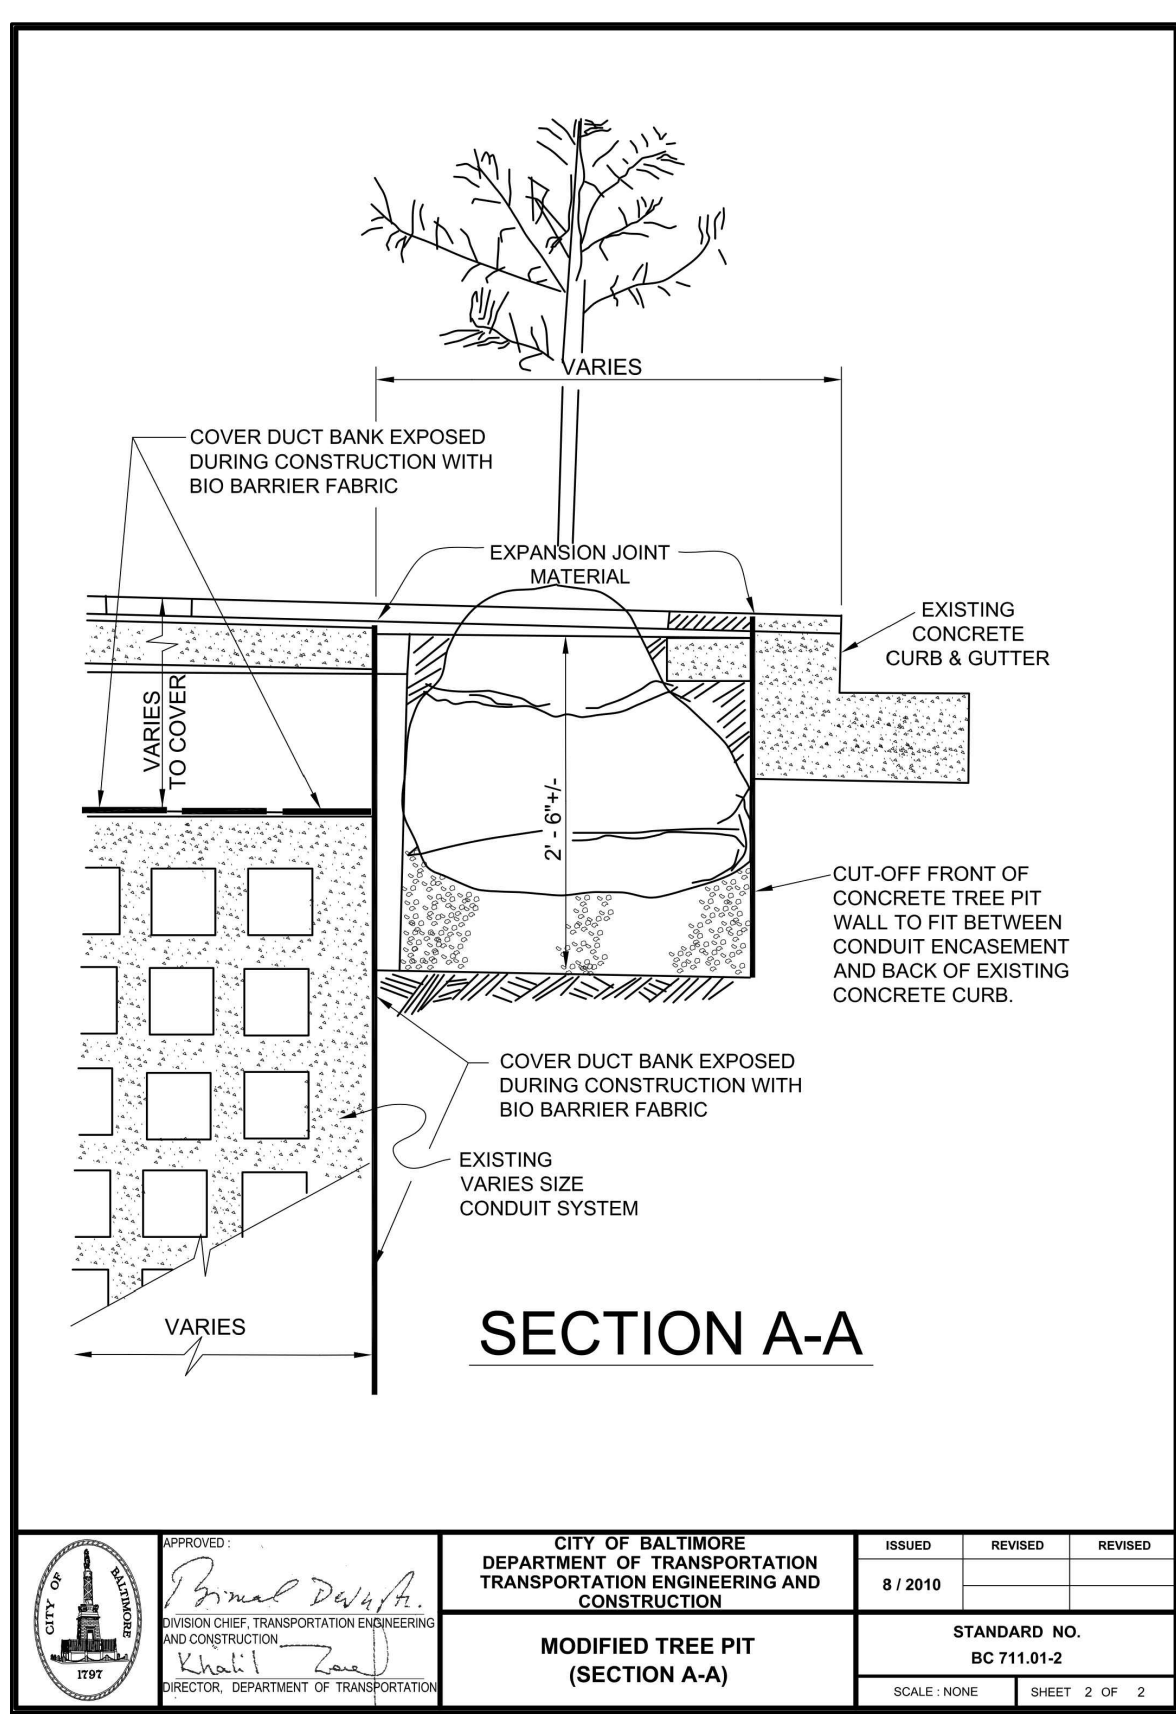 VARIES
COVER DUCT BANK EXPOSED
DURING CONSTRUCTION WITH
BIO BARRIER FABRIC
EXPANSION JOINT
MATERIAL
EXISTING
CONCRETE
CURB & GUTTER
VARIES
TO COVER
2' - 6"+/-
CUT-OFF FRONT OF
CONCRETE TREE PIT
WALL TO FIT BETWEEN
CONDUIT ENCASEMENT
AND BACK OF EXISTING
CONCRETE CURB.
COVER DUCT BANK EXPOSED
DURING CONSTRUCTION WITH
BIO BARRIER FABRIC
EXISTING
VARIES SIZE
CONDUIT SYSTEM
VARIES
SECTION A-A
CITY OF BALTIMORE
1797
APPROVED :
Bimal
DIVISION CHIEF, TRANSPORTATION ENGINEERING
AND CONSTRUCTION
Khalil
DIRECTOR, DEPARTMENT OF TRANSPORTATION
CITY OF BALTIMORE
DEPARTMENT OF TRANSPORTATION
TRANSPORTATION ENGINEERING AND
CONSTRUCTION
MODIFIED TREE PIT
(SECTION A-A)
ISSUED REVISED REVISED
8 / 2010
STANDARD NO.
BC 711.01-2
SCALE : NONE SHEET 2 OF 2